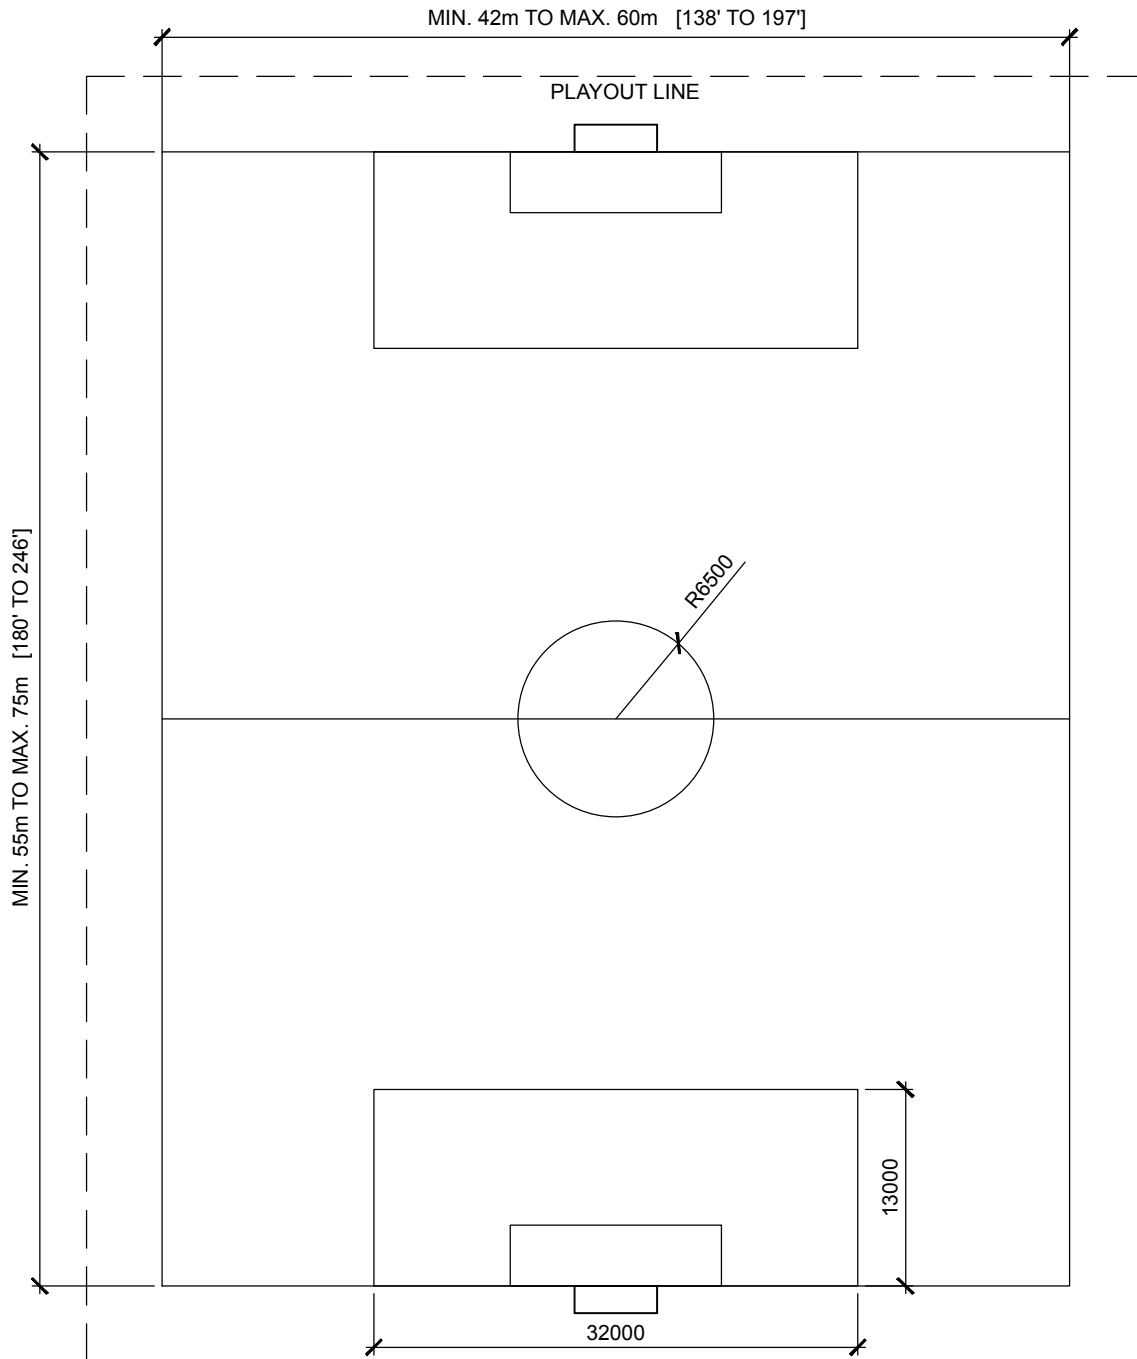 MIN. 42m TO MAX. 60m [138' TO 197']
PLAYOUT LINE
MIN. 55m TO MAX. 75m [180' TO 246']
R6500
13000
32000